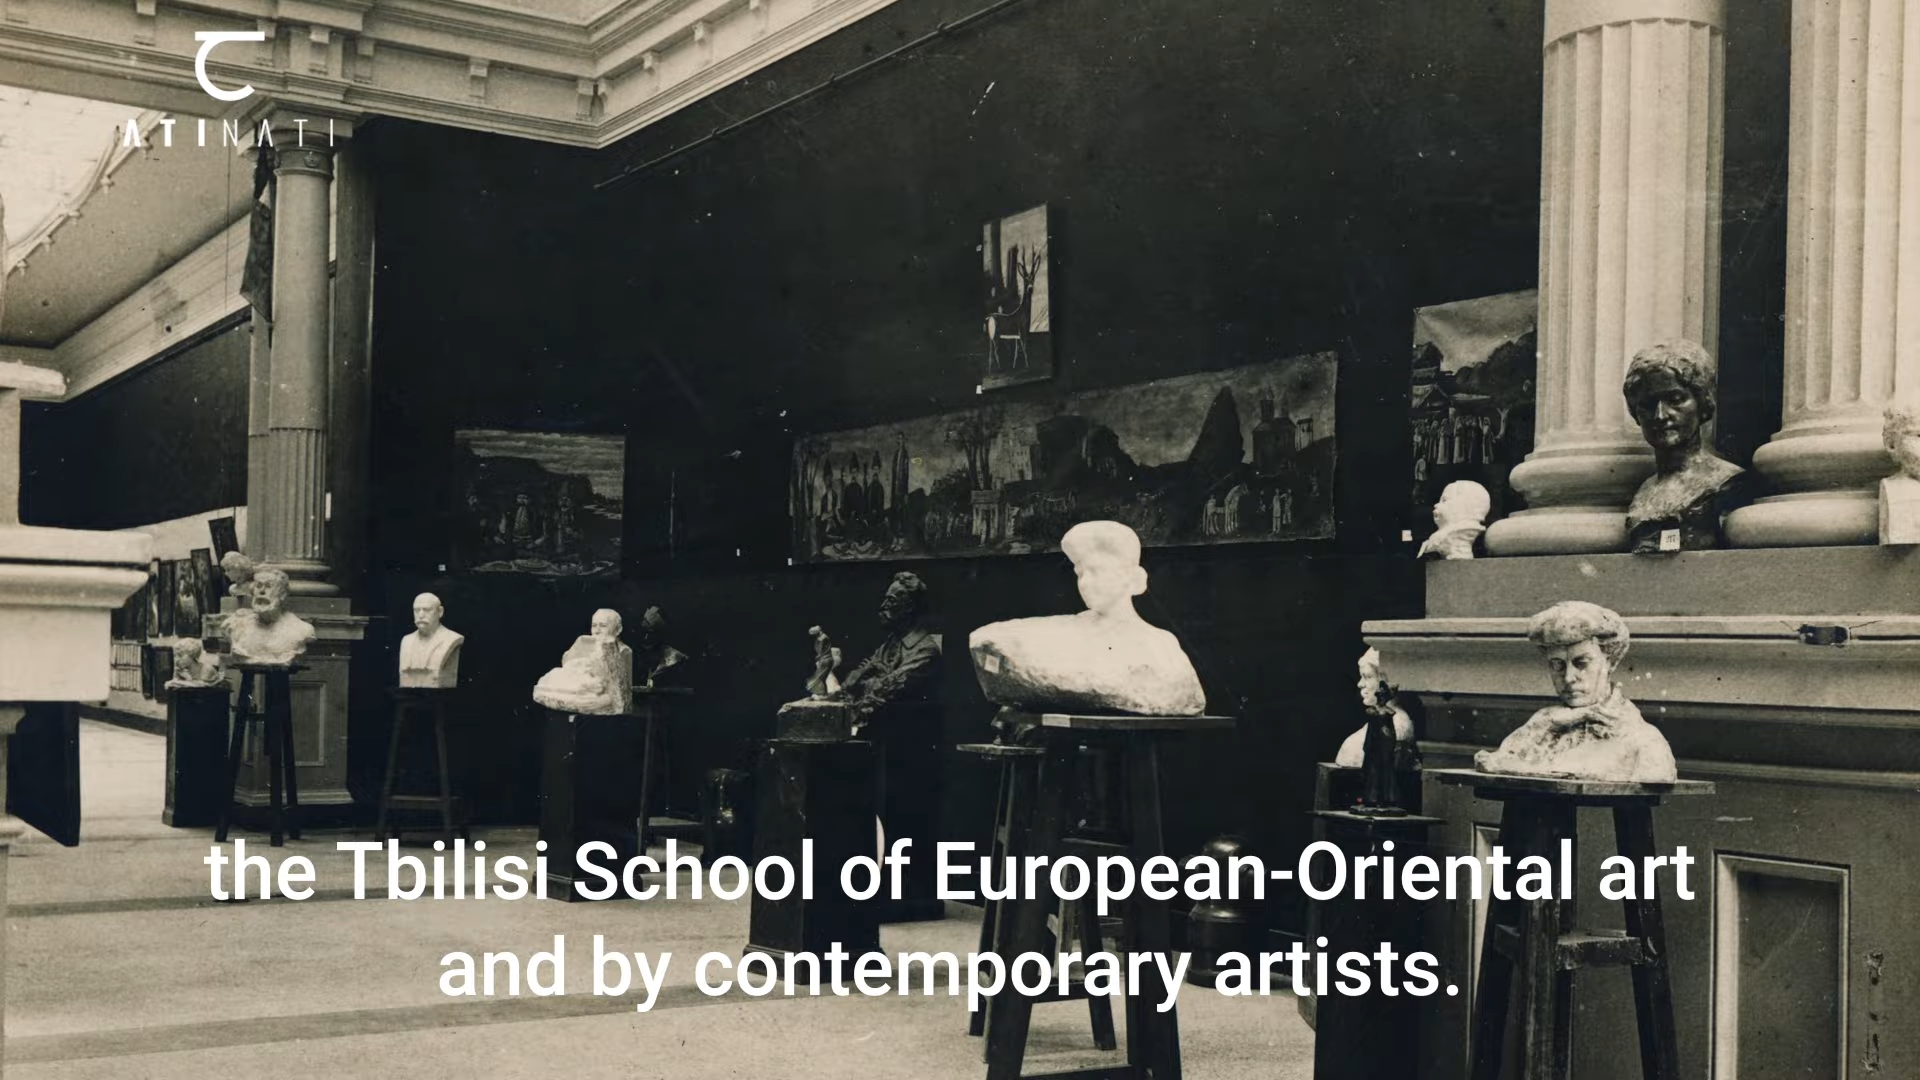 ATINATI
the Tbilisi School of European-Oriental art
and by contemporary artists.